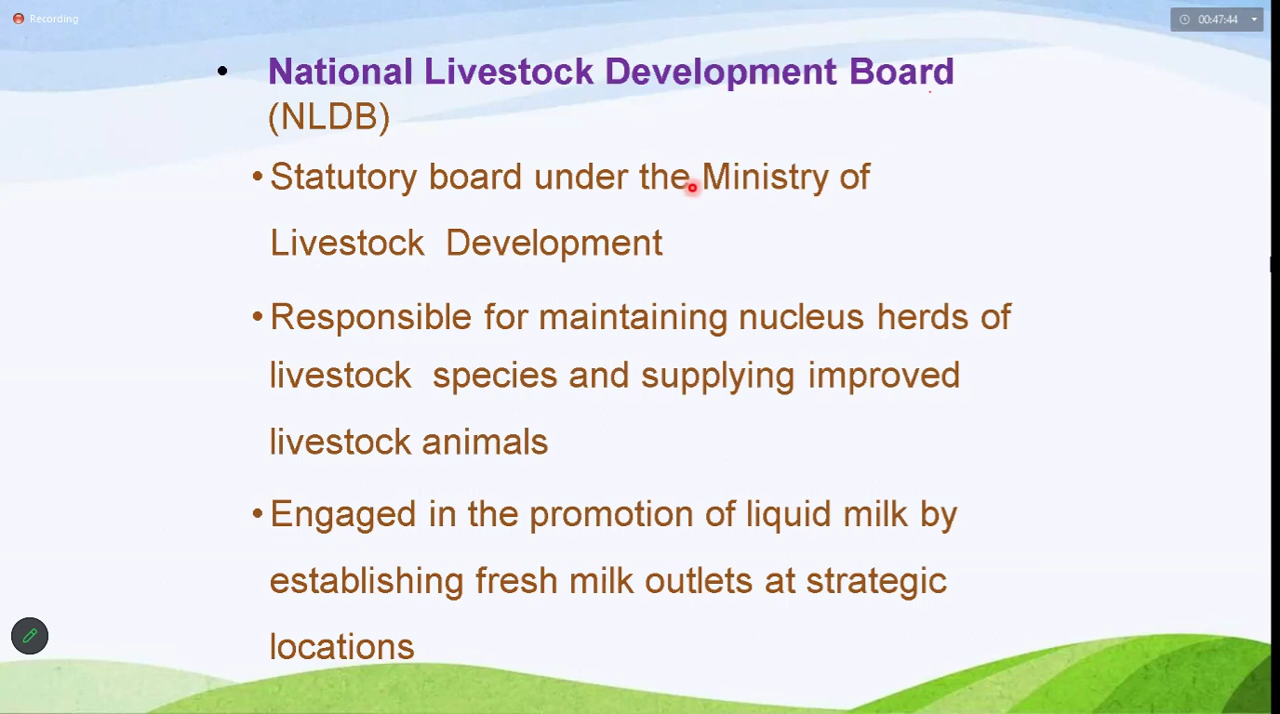 Recording
00:47:44
• National Livestock Development Board
(NLDB)
• Statutory board under the Ministry of
Livestock Development
• Responsible for maintaining nucleus herds of
livestock species and supplying improved
livestock animals
• Engaged in the promotion of liquid milk by
establishing fresh milk outlets at strategic
locations